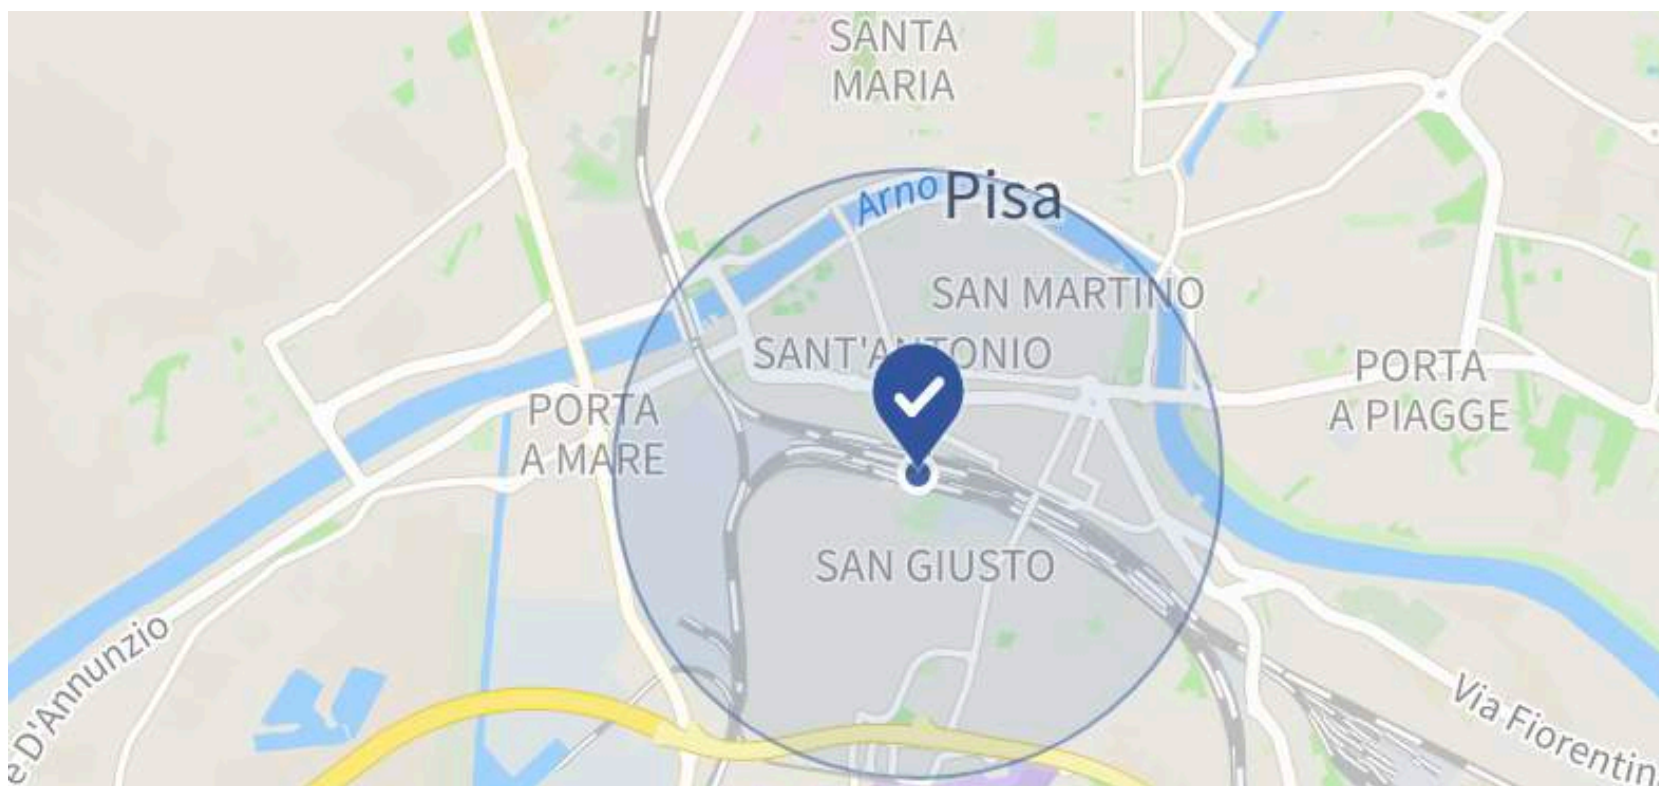 SANTA
MARIA
Arno
Pisa
SAN MARTINO
SANT'ANTONIO
PORTA
A PIAGGE
PORTA
A MARE
SAN GIUSTO
e D'Annunzio
Via Fiorentin